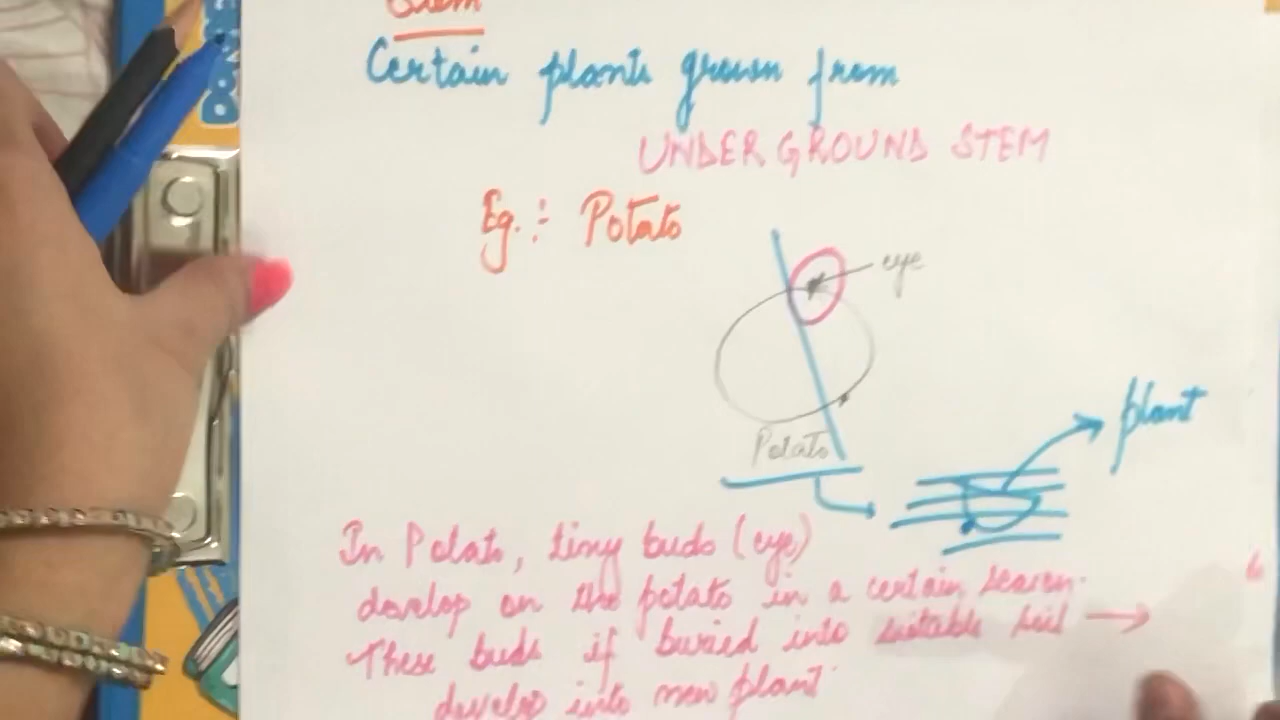 Stem
Certain plants grown from
UNDERGROUND STEM
Eg.:- Potato
eye
Potato
plant
In Potato, tiny buds (eye)
develop on the potato in a certain season.
These buds if buried into suitable soil →
develop into new plant.